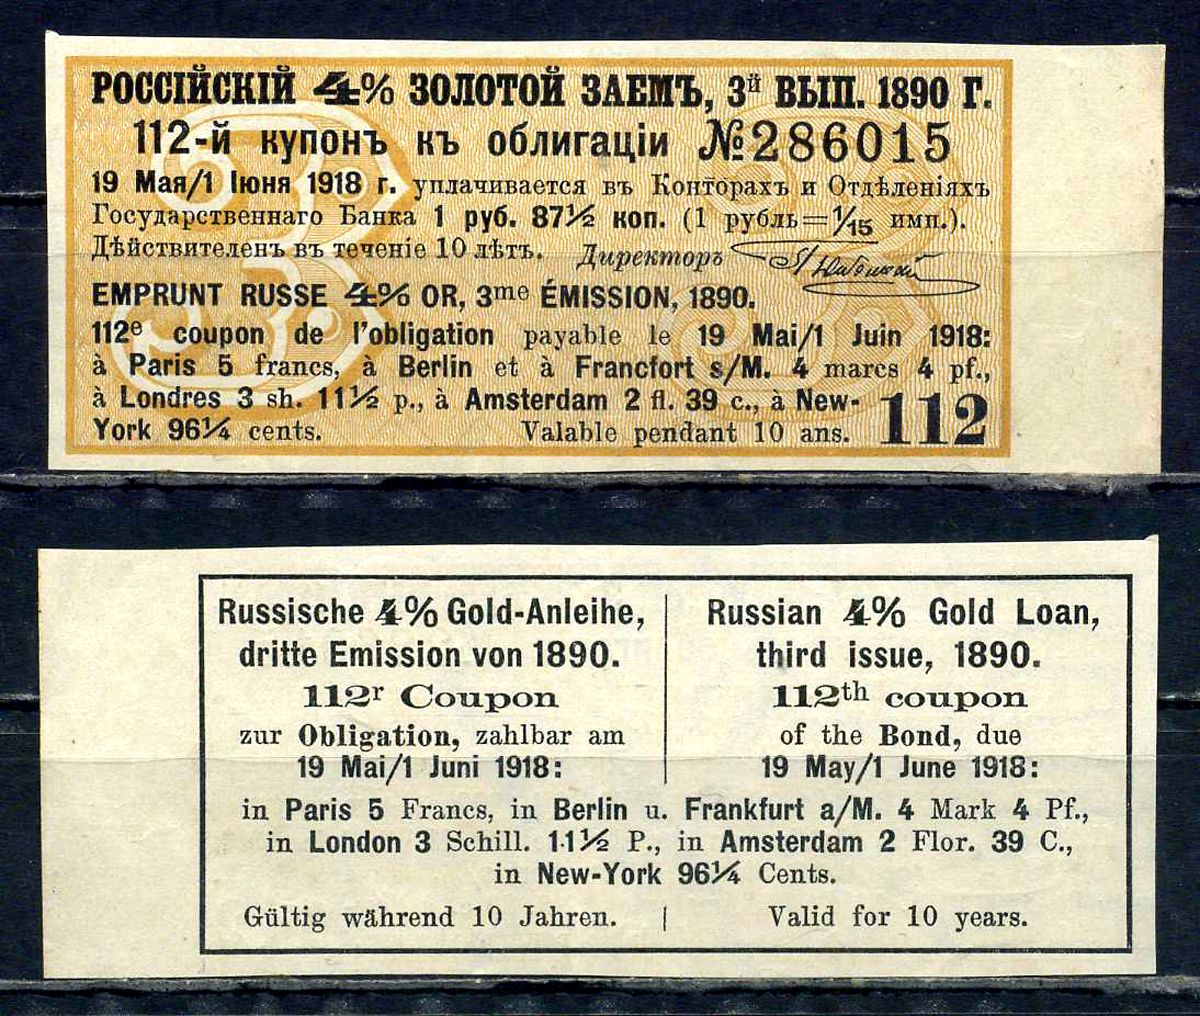 РОССІЙСКІЙ 4% ЗОЛОТОЙ ЗАЕМЪ, 3й ВЫП. 1890 Г.
112-й купонъ къ облигаціи №286015
19 Мая/1 Іюня 1918 г. уплачивается въ Конторахъ и Отдѣленіяхъ
Государственнаго Банка 1 руб. 87½ коп. (1 рубль=1/15 имп.).
Дѣйствителенъ въ теченіе 10 лѣтъ. Директоръ
EMPRUNT RUSSE 4% OR, 3me ÉMISSION, 1890.
112e coupon de l'obligation payable le 19 Mai/1 Juin 1918:
à Paris 5 francs, à Berlin et à Francfort s/M. 4 marcs 4 pf.,
à Londres 3 sh. 11½ p., à Amsterdam 2 fl. 39 c., à New-
York 96¼ cents. Valable pendant 10 ans. 112
Russische 4% Gold-Anleihe,
dritte Emission von 1890.
112r Coupon
zur Obligation, zahlbar am
19 Mai/1 Juni 1918:
Russian 4% Gold Loan,
third issue, 1890.
112th coupon
of the Bond, due
19 May/1 June 1918:
in Paris 5 Francs, in Berlin u. Frankfurt a/M. 4 Mark 4 Pf.,
in London 3 Schill. 11½ P., in Amsterdam 2 Flor. 39 C.,
in New-York 96¼ Cents.
Gültig während 10 Jahren. | Valid for 10 years.